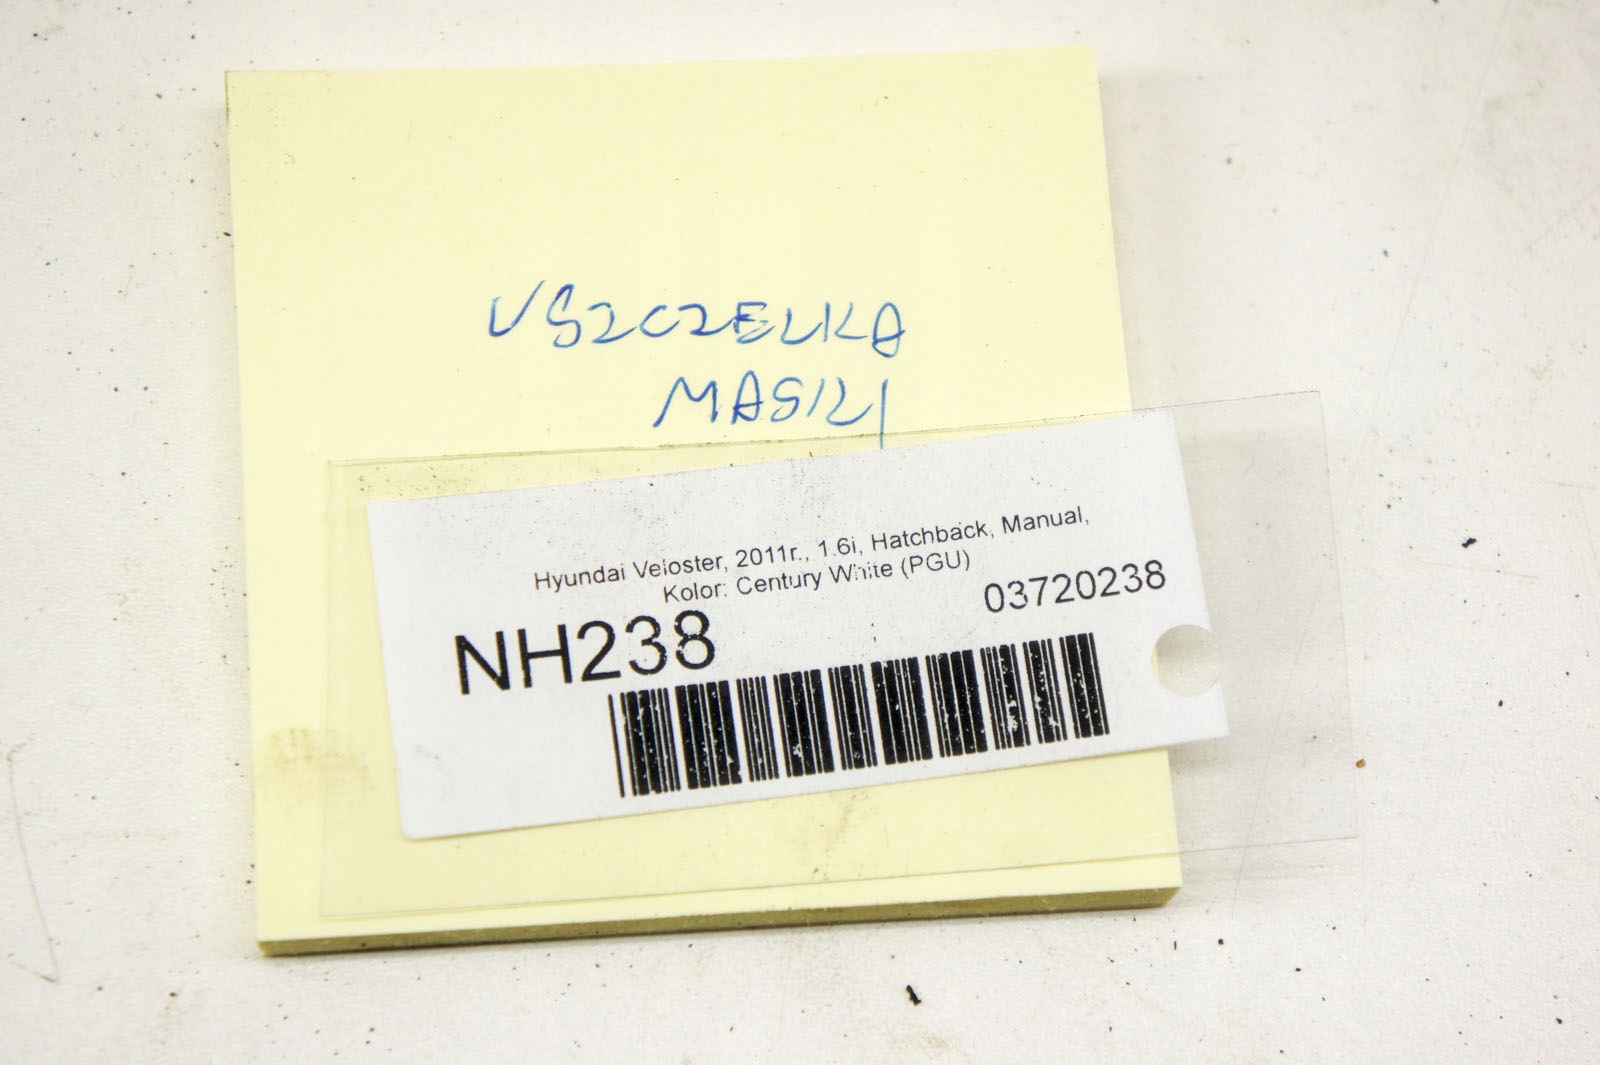 USZCZELKA
MASKI
Hyundai Veloster, 2011r., 1.6i, Hatchback, Manual,
Kolor: Century White (PGU)
03720238
NH238